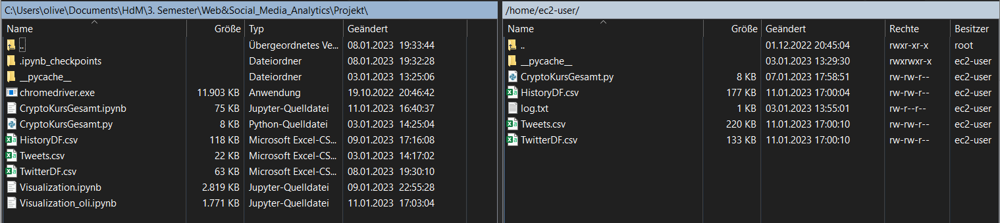 C:\Users\olive\Documents\HdM\3. Semester\Web&Social_Media_Analytics\Projekt\
Name Größe Typ Geändert
.. Übergeordnetes Ve... 08.01.2023 19:33:44
.ipynb_checkpoints Dateiordner 08.01.2023 19:32:28
__pycache__ Dateiordner 03.01.2023 13:25:06
chromedriver.exe 11.903 KB Anwendung 19.10.2022 20:46:42
CryptoKursGesamt.ipynb 75 KB Jupyter-Quelldatei 11.01.2023 16:40:37
CryptoKursGesamt.py 8 KB Python-Quelldatei 03.01.2023 14:25:04
HistoryDF.csv 118 KB Microsoft Excel-CS... 09.01.2023 17:16:08
Tweets.csv 22 KB Microsoft Excel-CS... 03.01.2023 14:17:02
TwitterDF.csv 63 KB Microsoft Excel-CS... 08.01.2023 19:30:10
Visualization.ipynb 2.819 KB Jupyter-Quelldatei 09.01.2023 22:55:28
Visualization_oli.ipynb 1.771 KB Jupyter-Quelldatei 11.01.2023 17:03:04
/home/ec2-user/
Name Größe Geändert Rechte Besitzer
.. 01.12.2022 20:45:04 rwxr-xr-x root
__pycache__ 03.01.2023 13:29:30 rwxrwxr-x ec2-user
CryptoKursGesamt.py 8 KB 07.01.2023 17:58:51 rw-rw-r-- ec2-user
HistoryDF.csv 177 KB 11.01.2023 17:00:04 rw-rw-r-- ec2-user
log.txt 1 KB 03.01.2023 13:55:01 rw-r--r-- ec2-user
Tweets.csv 220 KB 11.01.2023 17:00:10 rw-rw-r-- ec2-user
TwitterDF.csv 133 KB 11.01.2023 17:00:10 rw-rw-r-- ec2-user